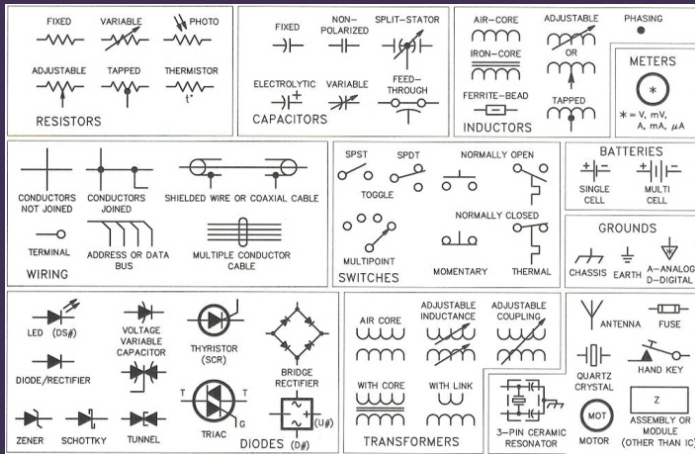 FIXED
VARIABLE
PHOTO
ADJUSTABLE
TAPPED
THERMISTOR
t°
RESISTORS
FIXED
NON-
POLARIZED
SPLIT-STATOR
ELECTROLYTIC
VARIABLE
FEED-
THROUGH
+
CAPACITORS
AIR-CORE
ADJUSTABLE
PHASING
IRON-CORE
OR
FERRITE-BEAD
TAPPED
INDUCTORS
METERS
*
*= V, mV,
A, mA, µA
CONDUCTORS
NOT JOINED
CONDUCTORS
JOINED
SHIELDED WIRE OR COAXIAL CABLE
TERMINAL
ADDRESS OR DATA
BUS
MULTIPLE CONDUCTOR
CABLE
WIRING
SPST
SPDT
NORMALLY OPEN
TOGGLE
NORMALLY CLOSED
MULTIPOINT
MOMENTARY
THERMAL
SWITCHES
BATTERIES
+ +
SINGLE
CELL
MULTI
CELL
GROUNDS
CHASSIS
EARTH
A-ANALOG
D-DIGITAL
LED (DS#)
VOLTAGE
VARIABLE
CAPACITOR
THYRISTOR
(SCR)
BRIDGE
RECTIFIER
DIODE/RECTIFIER
T T
G
+
(U#)
(D#)
ZENER
SCHOTTKY
TUNNEL
TRIAC
DIODES
AIR CORE
ADJUSTABLE
INDUCTANCE
ADJUSTABLE
COUPLING
WITH CORE
WITH LINK
TRANSFORMERS
3-PIN CERAMIC
RESONATOR
ANTENNA
FUSE
QUARTZ
CRYSTAL
HAND KEY
MOT
MOTOR
Z
ASSEMBLY OR
MODULE
(OTHER THAN IC)